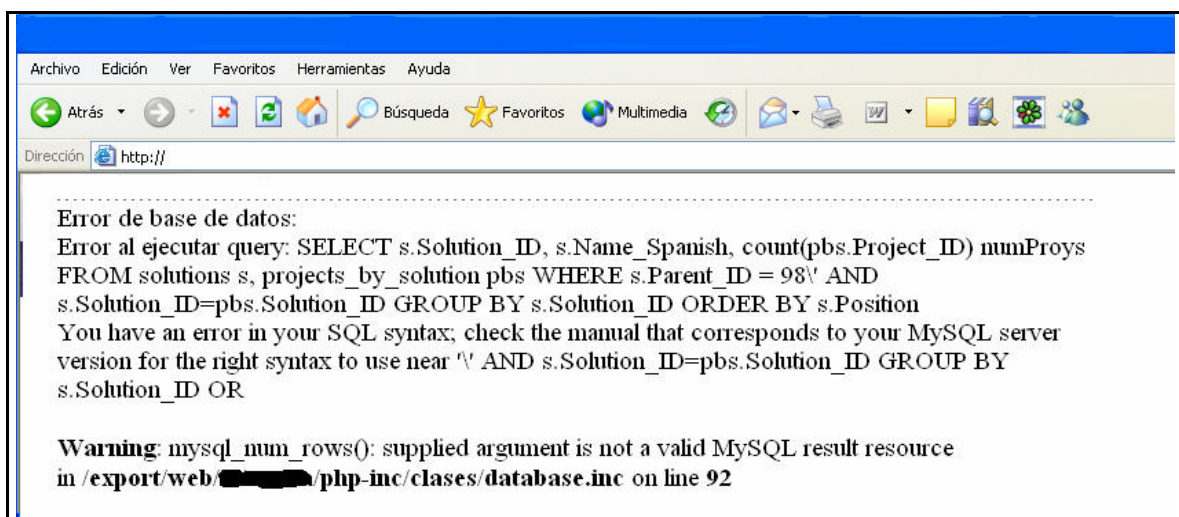 Archivo Edición Ver Favoritos Herramientas Ayuda
Atrás Búsqueda Favoritos Multimedia W
Dirección http://
Error de base de datos:
Error al ejecutar query: SELECT s.Solution_ID, s.Name_Spanish, count(pbs.Project_ID) numProys
FROM solutions s, projects_by_solution pbs WHERE s.Parent_ID = 98\' AND
s.Solution_ID=pbs.Solution_ID GROUP BY s.Solution_ID ORDER BY s.Position
You have an error in your SQL syntax; check the manual that corresponds to your MySQL server
version for the right syntax to use near '\' AND s.Solution_ID=pbs.Solution_ID GROUP BY
s.Solution_ID OR
Warning: mysql_num_rows(): supplied argument is not a valid MySQL result resource
in /export/web/ /php-inc/clases/database.inc on line 92